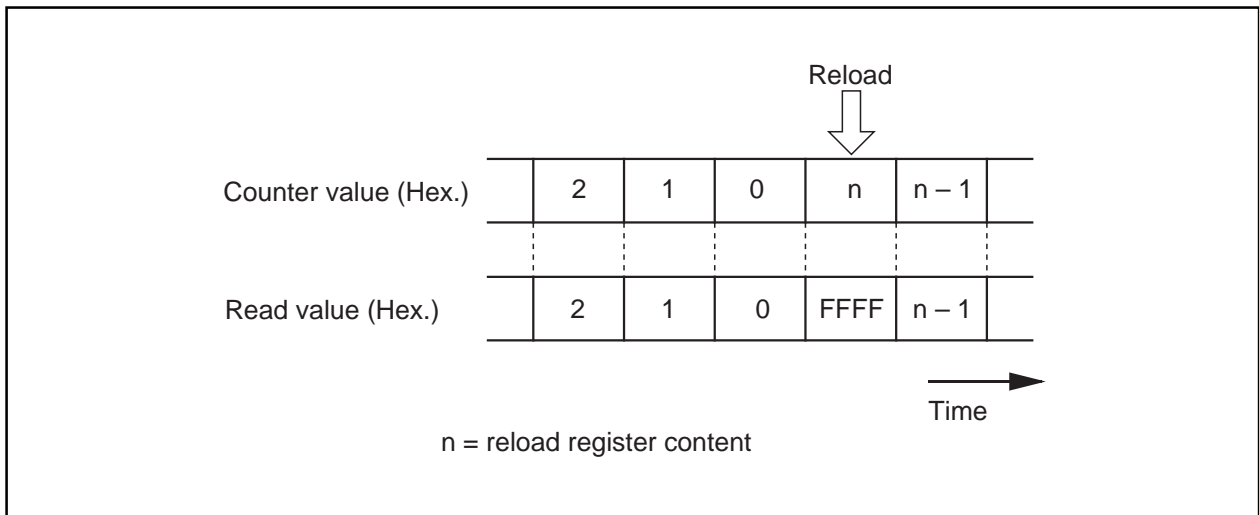 Reload
Counter value (Hex.) 2 1 0 n n – 1
Read value (Hex.) 2 1 0 FFFF n – 1
Time
n = reload register content